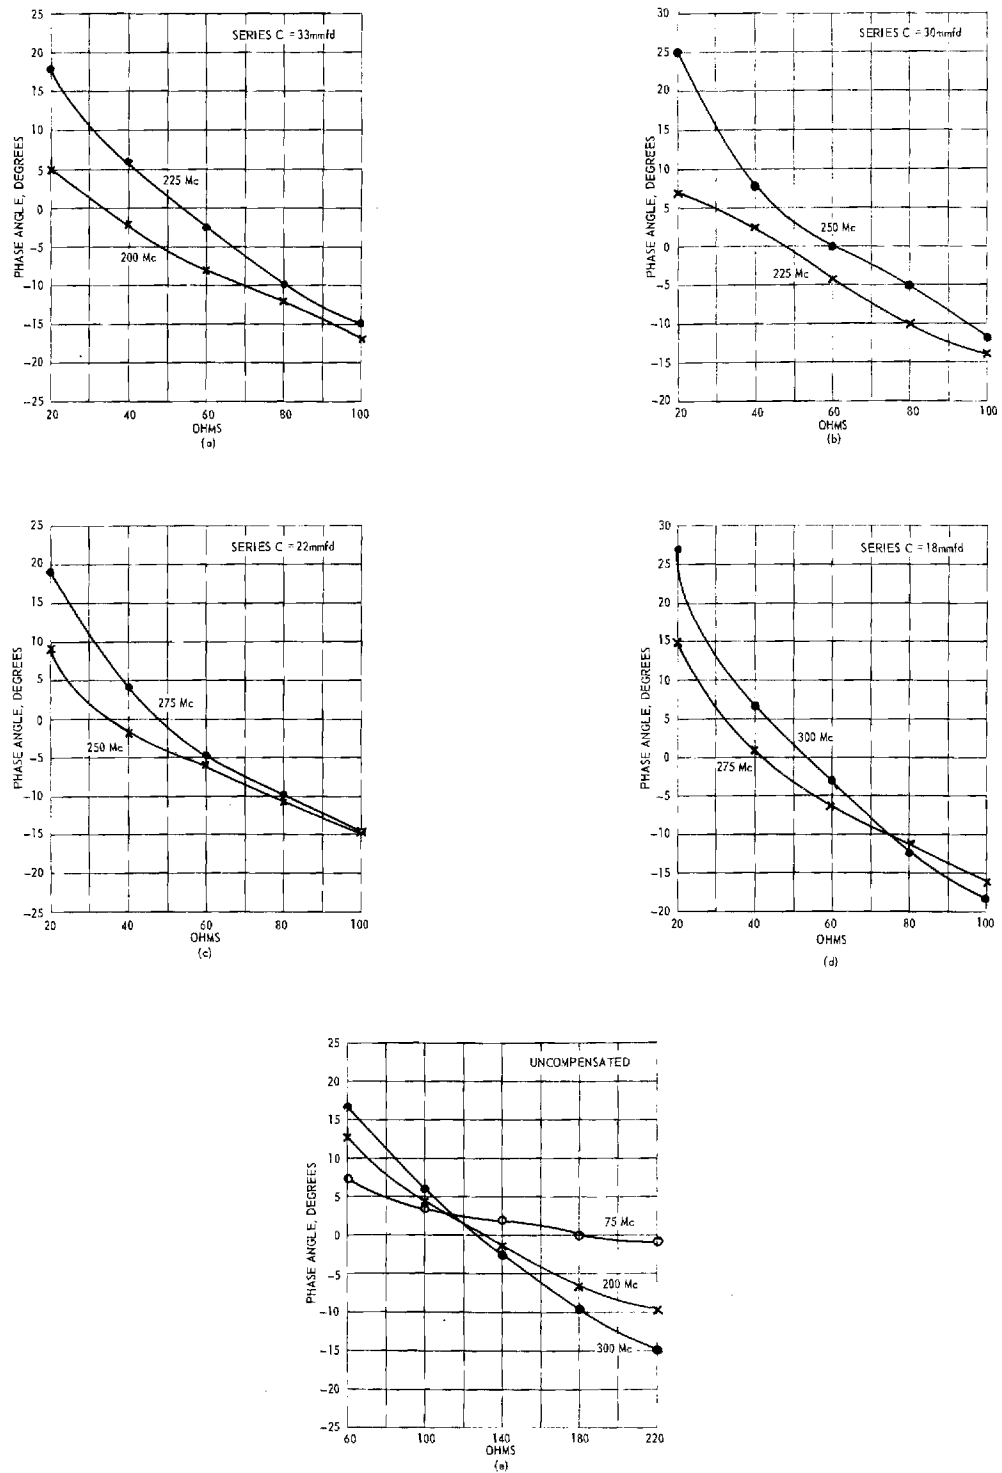 SERIES C = 33mmfd
PHASE ANGLE, DEGREES
25
20
15
10
5
0
-5
-10
-15
-20
-25
225 Mc
200 Mc
20 40 60 80 100
OHMS
(a)
SERIES C = 30mmfd
PHASE ANGLE, DEGREES
30
25
20
15
10
5
0
-5
-10
-15
-20
250 Mc
225 Mc
20 40 60 80 100
OHMS
(b)
SERIES C = 22mmfd
PHASE ANGLE, DEGREES
25
20
15
10
5
0
-5
-10
-15
-20
-25
275 Mc
250 Mc
20 40 60 80 100
OHMS
(c)
SERIES C = 18mmfd
PHASE ANGLE, DEGREES
30
25
20
15
10
5
0
-5
-10
-15
-20
300 Mc
275 Mc
20 40 60 80 100
OHMS
(d)
UNCOMPENSATED
PHASE ANGLE, DEGREES
25
20
15
10
5
0
-5
-10
-15
-20
-25
75 Mc
200 Mc
300 Mc
60 100 140 180 220
OHMS
(e)